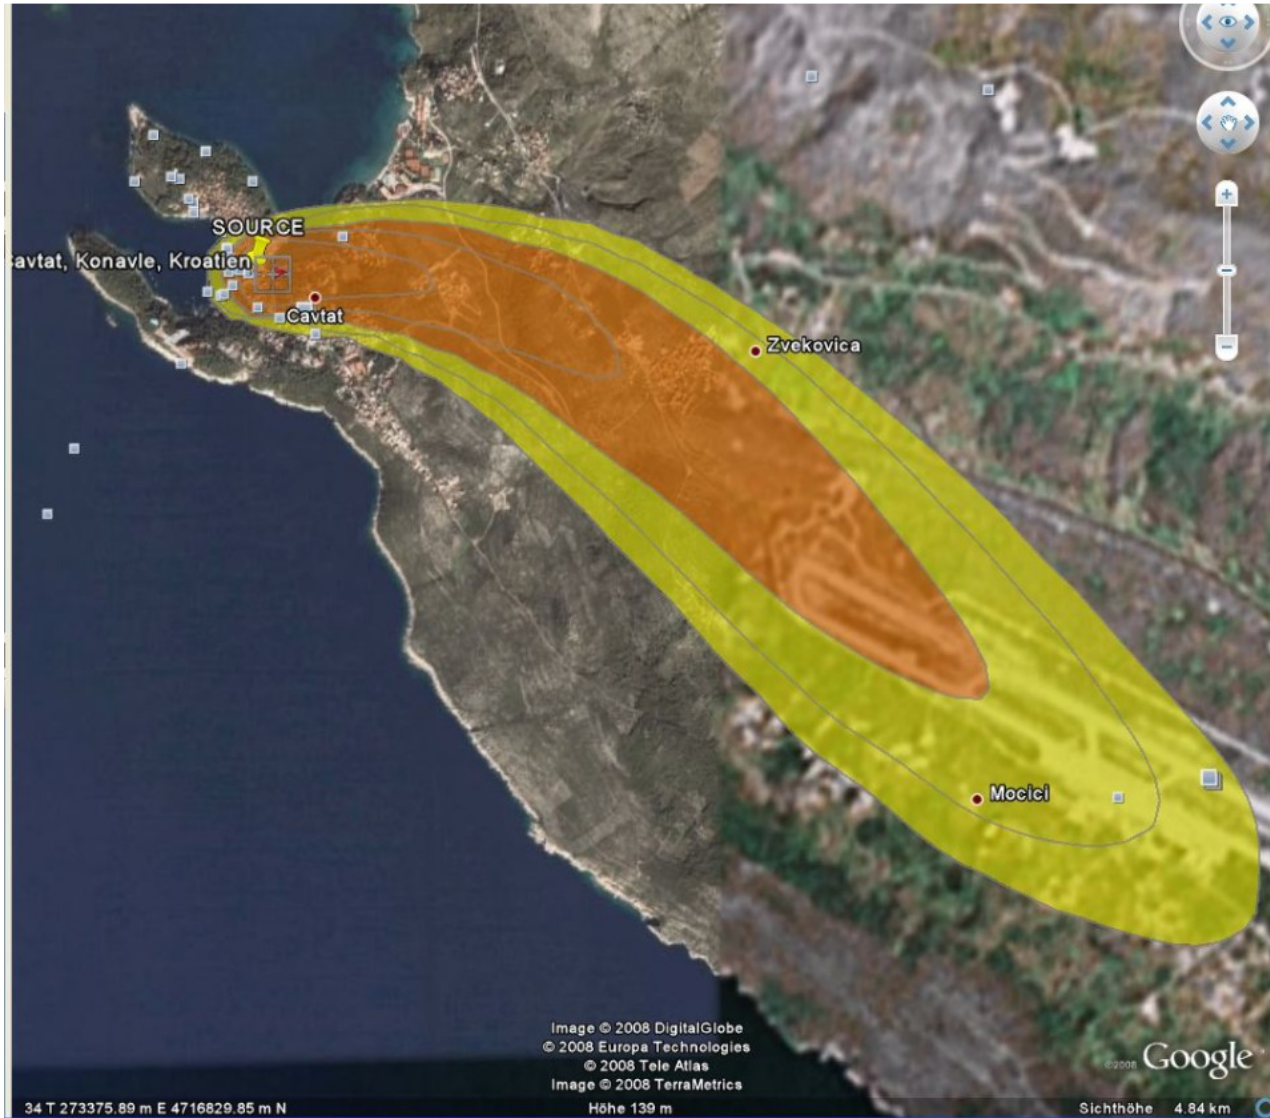 SOURCE
avtat, Konavle, Kroatien
Cavtat
Zvekovica
Mocici
Image © 2008 DigitalGlobe
© 2008 Europa Technologies
© 2008 Tele Atlas
Image © 2008 TerraMetrics
©2008 Google
34 T 273375.89 m E 4716829.85 m N
Höhe 139 m
Sichthöhe 4.84 km